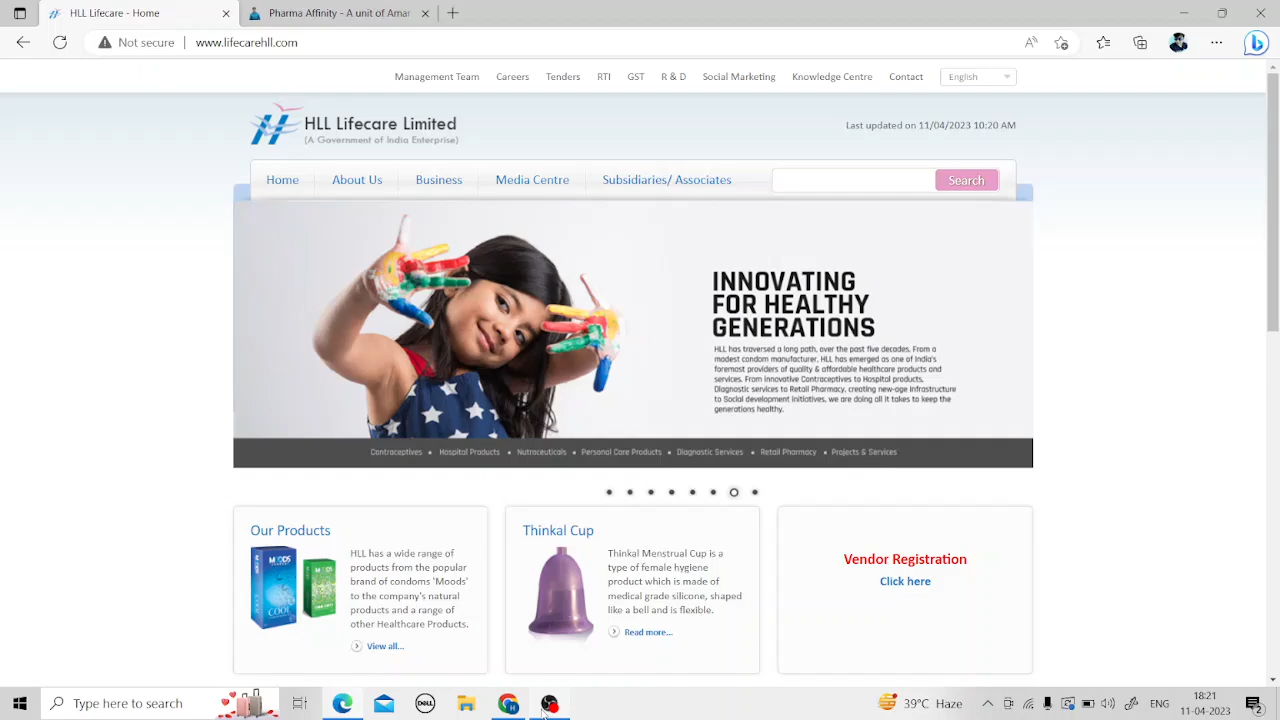 HLL Lifecare - Home
Human Affinity - A unit of Amt
Not secure
www.lifecarehll.com
Management Team Careers Tenders RTI GST R & D Social Marketing Knowledge Centre Contact English
HLL Lifecare Limited
(A Government of India Enterprise)
Last updated on 11/04/2023 10:20 AM
Home About Us Business Media Centre Subsidiaries/ Associates Search
INNOVATING
FOR HEALTHY
GENERATIONS
HLL has traversed a long path, over the past five decades. From a
modest condom manufacturer, HLL has emerged as one of India's
foremost providers of quality & affordable healthcare products and
services. From innovative Contraceptives to Hospital products,
Diagnostic services to Retail Pharmacy, creating new-age Infrastructure
to Social development Initiatives, we are doing all it takes to keep the
generations healthy.
Contraceptives • Hospital Products • Nutraceuticals • Personal Care Products • Diagnostic Services • Retail Pharmacy • Projects & Services
Our Products
MOODS
COOL
HLL has a wide range of
products from the popular
brand of condoms 'Moods'
to the company's natural
products and a range of
other Healthcare Products.
View all...
Thinkal Cup
Thinkal Menstrual Cup is a
type of female hygiene
product which is made of
medical grade silicone, shaped
like a bell and is flexible.
Read more...
Vendor Registration
Click here
Type here to search
DELL
39°C Haze
ENG
18:21
11-04-2023
2